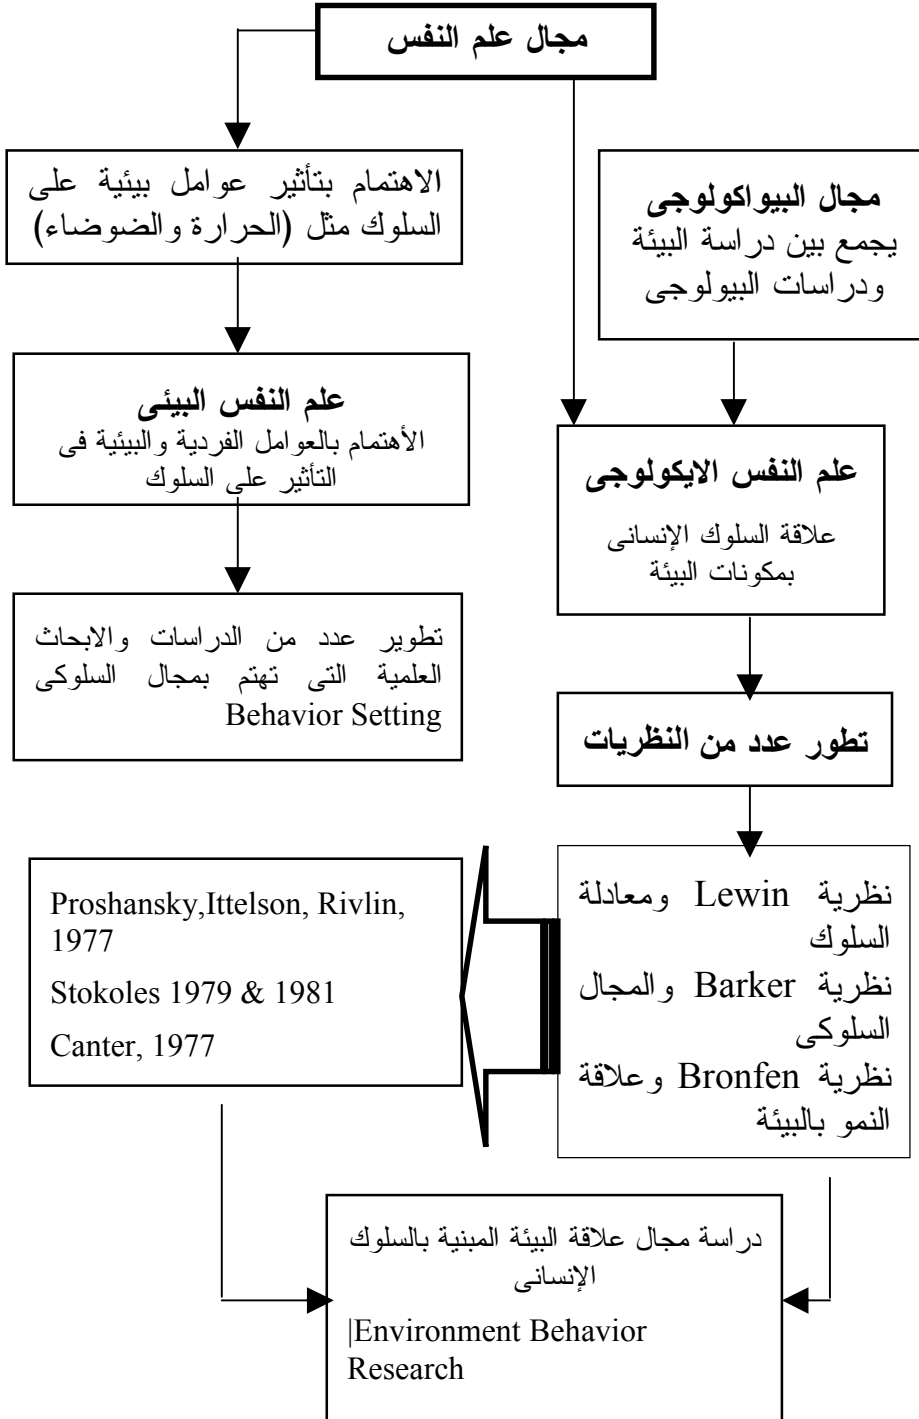 مجال علم النفس
الاهتمام بتأثير عوامل بيئية على
السلوك مثل (الحرارة والضوضاء)
مجال البيواكولوجى
يجمع بين دراسة البيئة
ودراسات البيولوجى
علم النفس البيئى
الأهتمام بالعوامل الفردية والبيئية فى
التأثير على السلوك
علم النفس الايكولوجى
علاقة السلوك الإنسانى
بمكونات البيئة
تطوير عدد من الدراسات والابحاث
العلمية التى تهتم بمجال السلوكى
Behavior Setting
تطور عدد من النظريات
نظرية Lewin ومعادلة
السلوك
نظرية Barker والمجال
السلوكى
نظرية Bronfen وعلاقة
النمو بالبيئة
Proshansky,Ittelson, Rivlin,
1977
Stokoles 1979 & 1981
Canter, 1977
دراسة مجال علاقة البيئة المبنية بالسلوك
الإنسانى
|Environment Behavior
Research